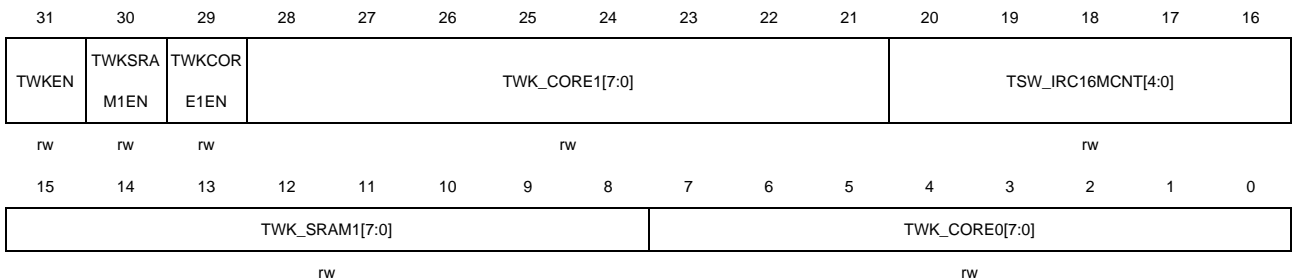 31 30 29 28 27 26 25 24 23 22 21 20 19 18 17 16
TWKEN TWKSRA M1EN TWKCOR E1EN TWK_CORE1[7:0] TSW_IRC16MCNT[4:0]
rw rw rw rw rw
15 14 13 12 11 10 9 8 7 6 5 4 3 2 1 0
TWK_SRAM1[7:0] TWK_CORE0[7:0]
rw rw